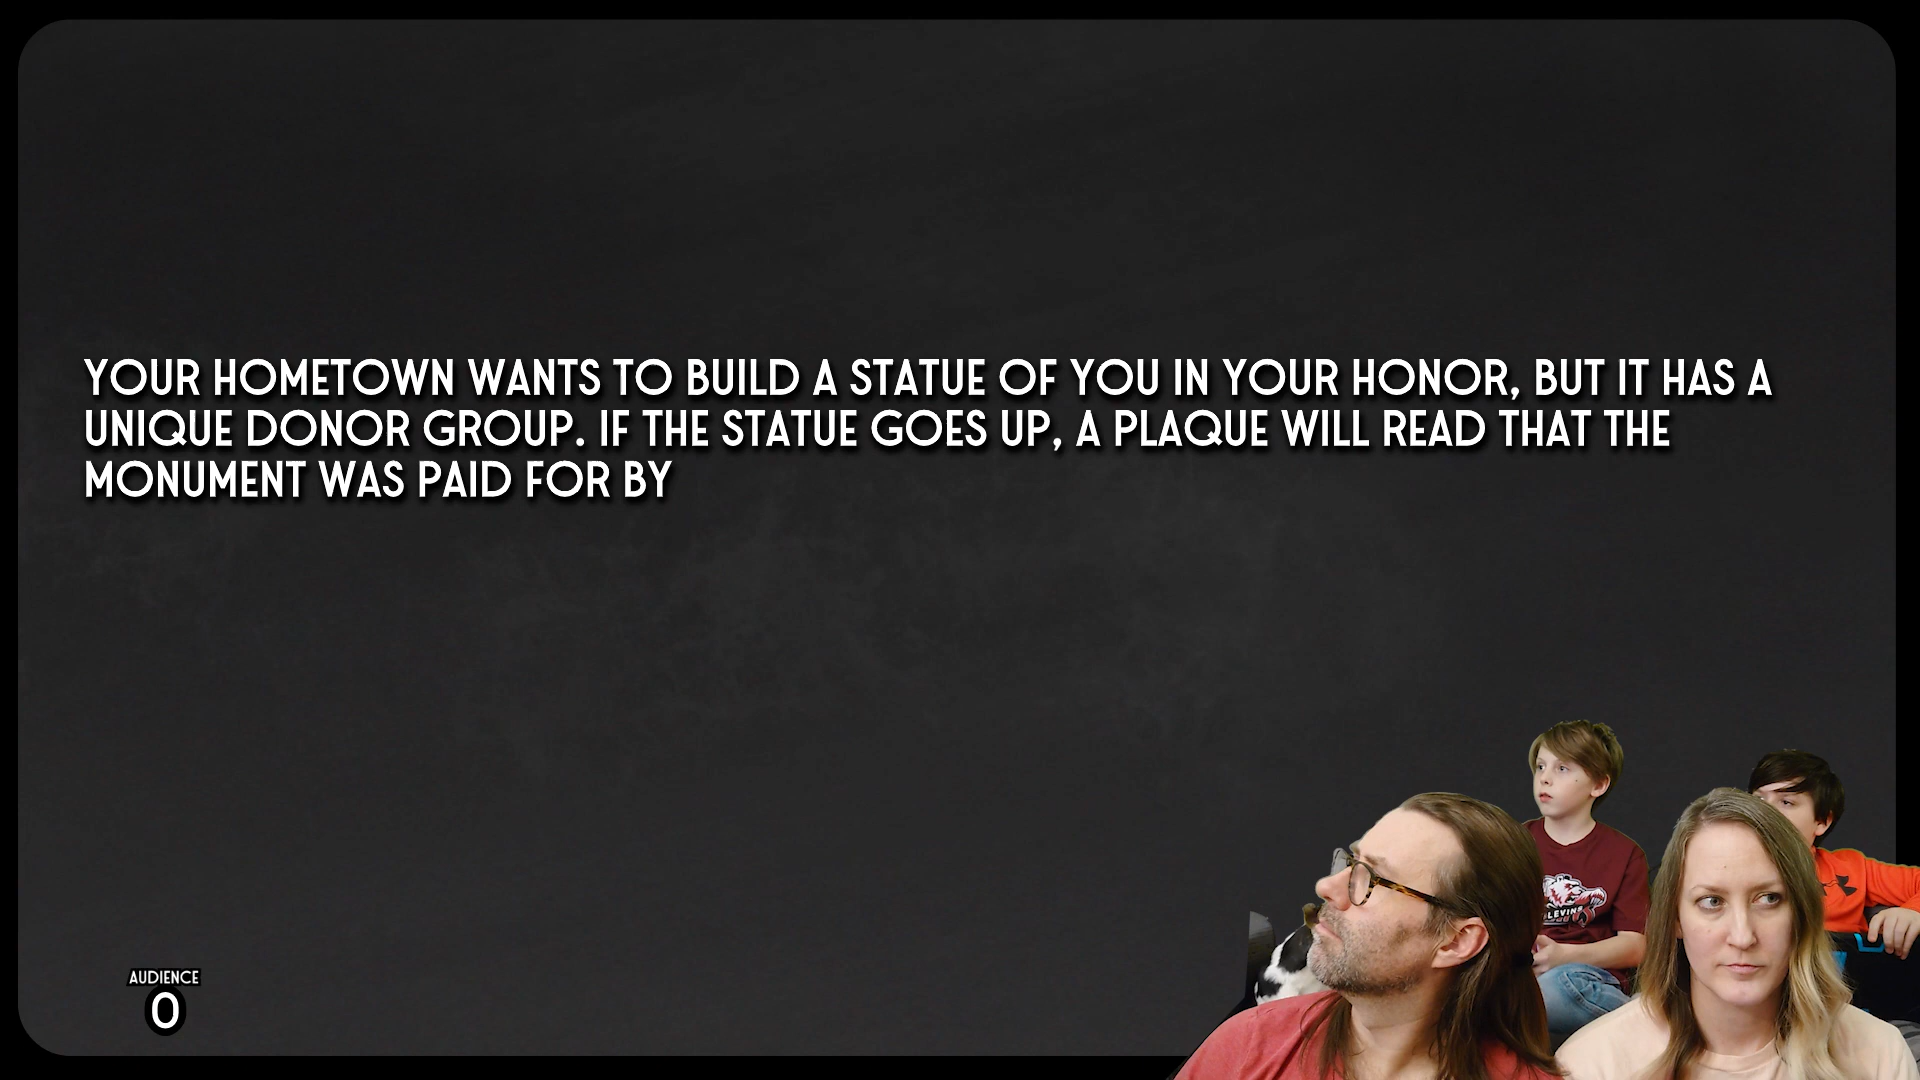 YOUR HOMETOWN WANTS TO BUILD A STATUE OF YOU IN YOUR HONOR, BUT IT HAS A
UNIQUE DONOR GROUP. IF THE STATUE GOES UP, A PLAQUE WILL READ THAT THE
MONUMENT WAS PAID FOR BY
AUDIENCE
0